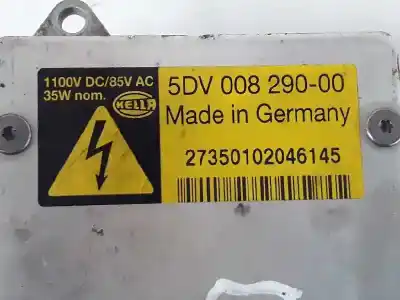 1100V DC/85V AC
35W nom.
HELLA
5DV 008 290-00
Made in Germany
27350102046145